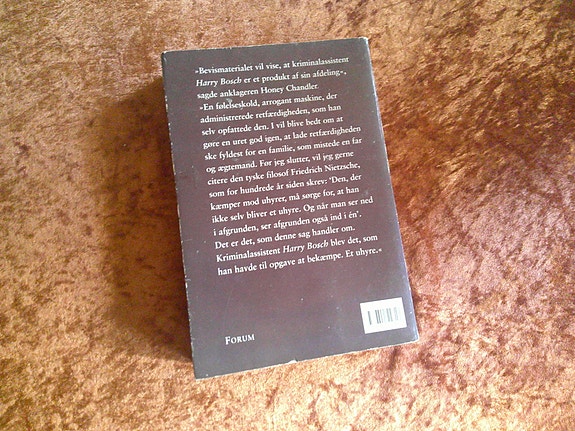 »Bevismaterialet vil vise, at kriminalassistent
Harry Bosch er et produkt af sin afdeling«,
sagde anklageren Honey Chandler.
»En følelseskold, arrogant maskine, der
administrerede retfærdigheden, som han
selv opfattede den. I vil blive bedt om at
gøre en uret god igen, at lade retfærdigheden
ske fyldest for en familie, som mistede en far
og ægtemand. Før jeg slutter, vil jeg gerne
citere den tyske filosof Friedrich Nietzsche,
som for hundrede år siden skrev: 'Den, der
kæmper mod uhyrer, må sørge for, at han
ikke selv bliver et uhyre. Og når man ser ned
i afgrunden, ser afgrunden også ind i én'.
Det er det, som denne sag handler om.
Kriminalassistent Harry Bosch blev det, som
han havde til opgave at bekæmpe. Et uhyre.«
FORUM